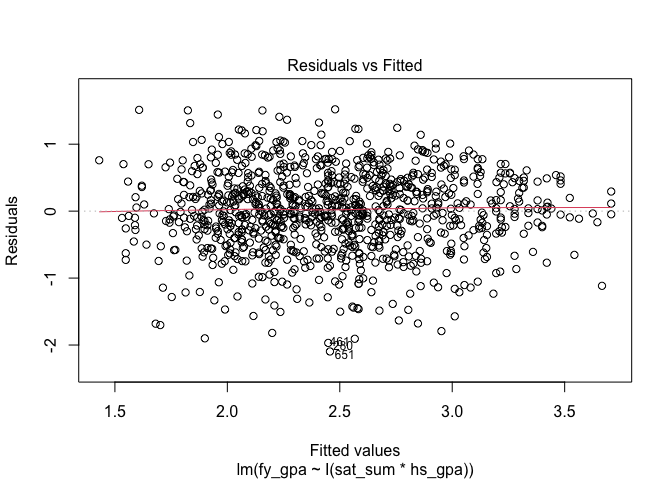 Residuals vs Fitted
Residuals
1
0
-1
-2
461
280
651
1.5 2.0 2.5 3.0 3.5
Fitted values
lm(fy_gpa ~ I(sat_sum * hs_gpa))